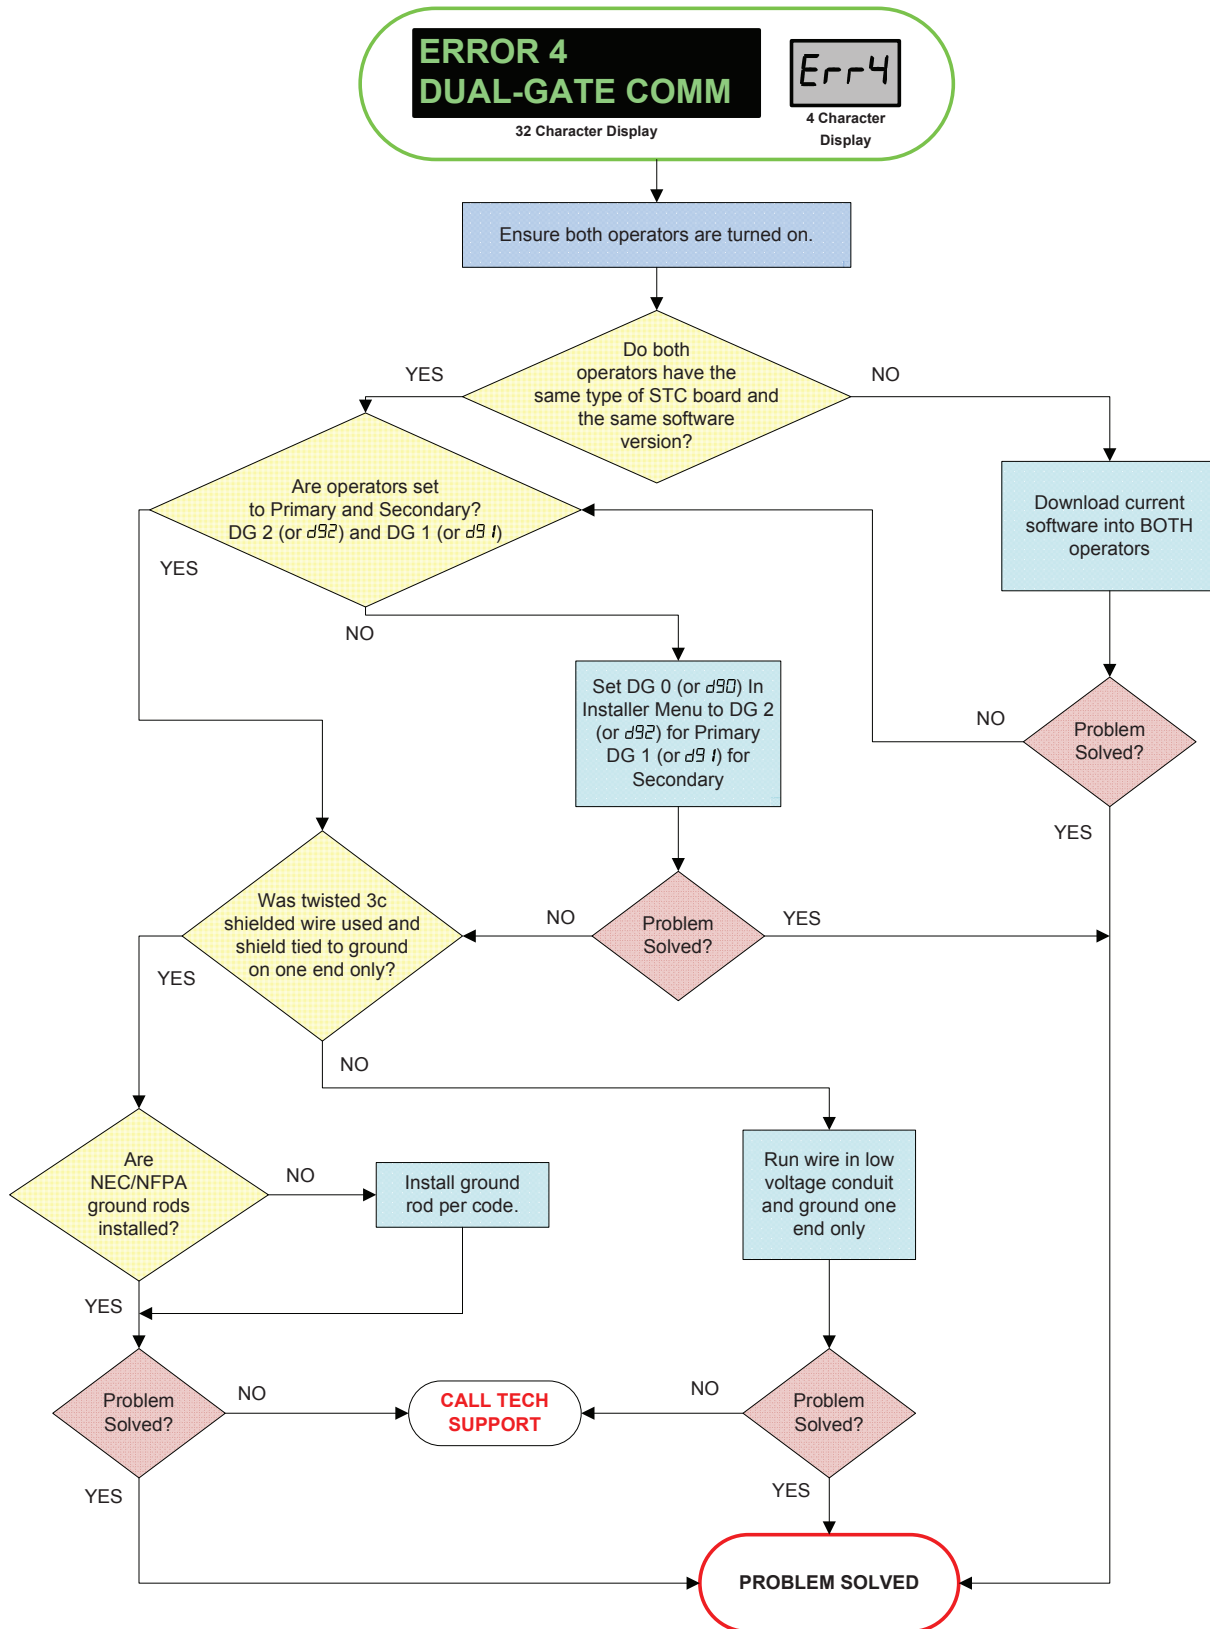 ERROR 4
DUAL-GATE COMM
32 Character Display
Err4
4 Character
Display
Ensure both operators are turned on.
Do both
operators have the
same type of STC board and
the same software
version?
YES
NO
Are operators set
to Primary and Secondary?
DG 2 (or d92) and DG 1 (or d91)
Download current
software into BOTH
operators
YES
NO
Set DG 0 (or d90) In
Installer Menu to DG 2
(or d92) for Primary
DG 1 (or d91) for
Secondary
NO
Problem
Solved?
YES
Was twisted 3c
shielded wire used and
shield tied to ground
on one end only?
NO
Problem
Solved?
YES
YES
NO
Are
NEC/NFPA
ground rods
installed?
NO
Install ground
rod per code.
Run wire in low
voltage conduit
and ground one
end only
YES
Problem
Solved?
NO
CALL TECH
SUPPORT
NO
Problem
Solved?
YES
YES
PROBLEM SOLVED